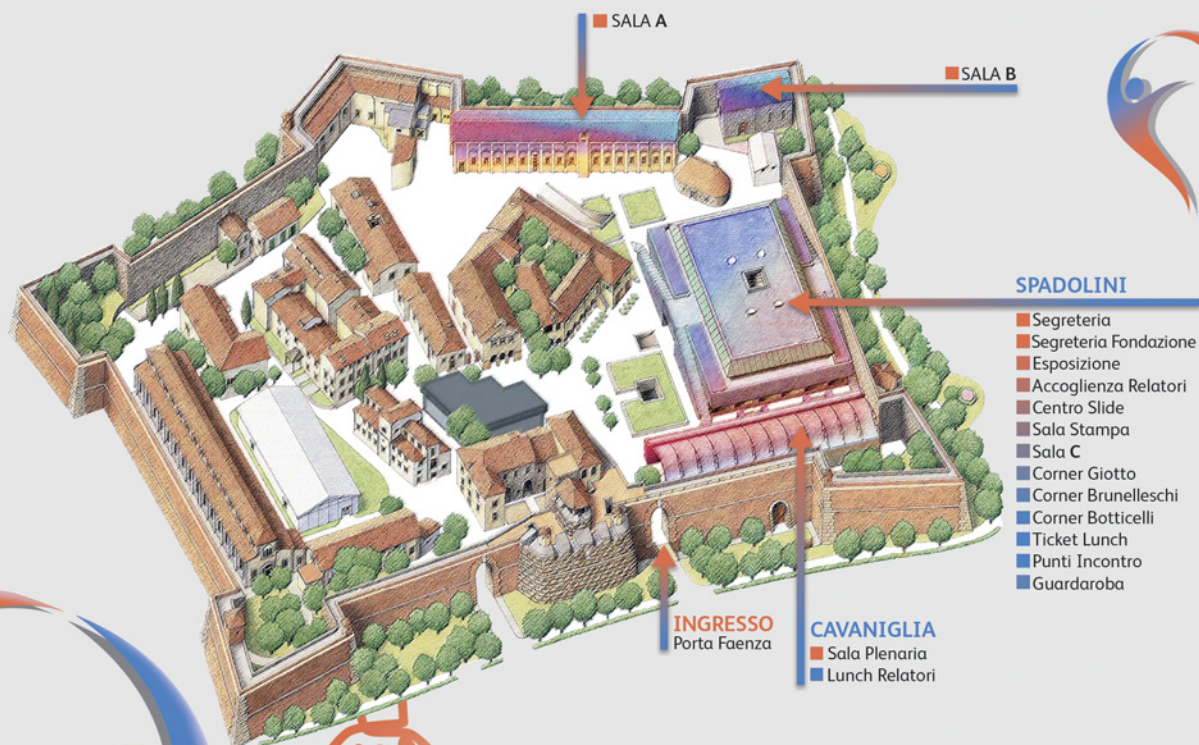 SALA A
SALA B
SPADOLINI
Segreteria
Segreteria Fondazione
Esposizione
Accoglienza Relatori
Centro Slide
Sala Stampa
Sala C
Corner Giotto
Corner Brunelleschi
Corner Botticelli
Ticket Lunch
Punti Incontro
Guardaroba
INGRESSO
Porta Faenza
CAVANIGLIA
Sala Plenaria
Lunch Relatori